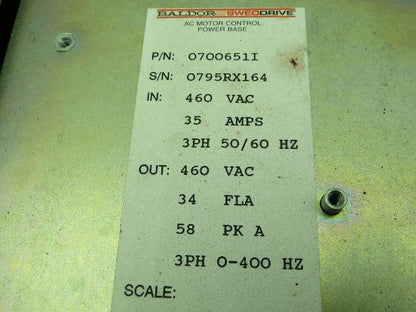 BALDOR SWEODRIVE
AC MOTOR CONTROL
POWER BASE
P/N: 0700651I
S/N: 0795RX164
IN: 460 VAC
35 AMPS
3PH 50/60 HZ
OUT: 460 VAC
34 FLA
58 PK A
3PH 0-400 HZ
SCALE: